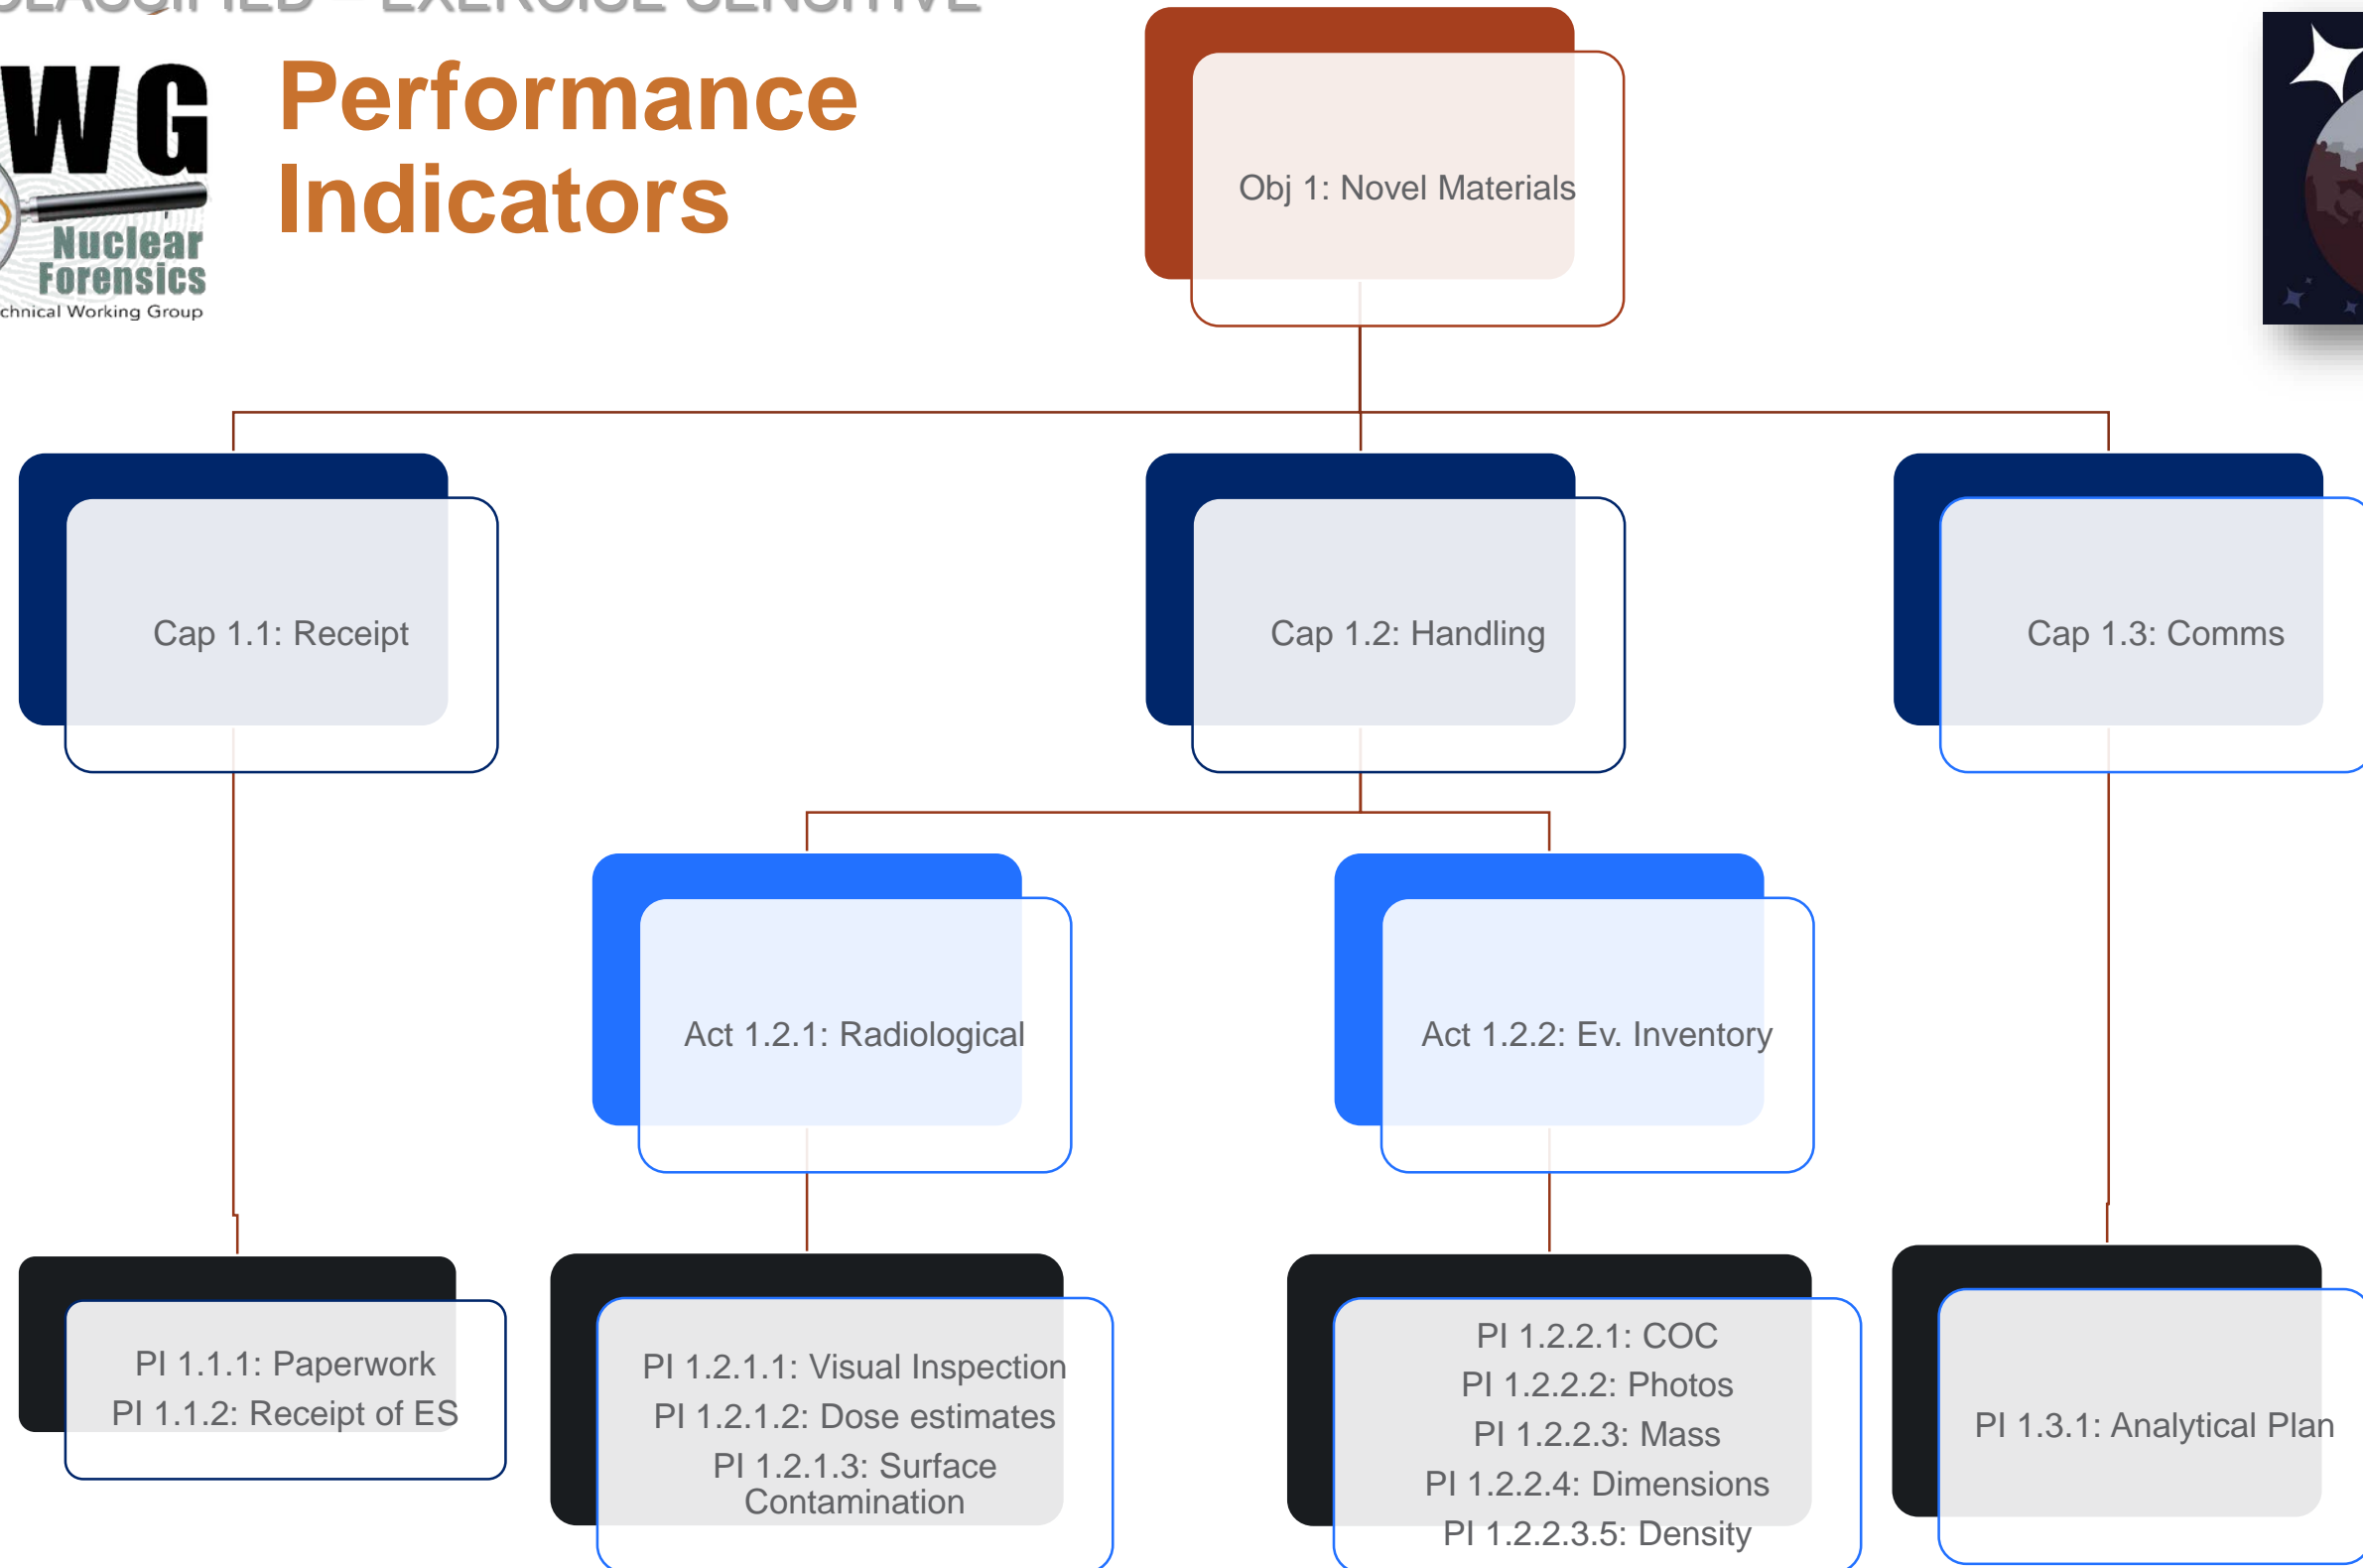 CLASSIFIED - EXERCISE SENSITIVE
WG
Nuclear
Forensics
chnical Working Group
Performance
Indicators
Obj 1: Novel Materials
Cap 1.1: Receipt
Cap 1.2: Handling
Cap 1.3: Comms
Act 1.2.1: Radiological
Act 1.2.2: Ev. Inventory
PI 1.1.1: Paperwork
PI 1.1.2: Receipt of ES
PI 1.2.1.1: Visual Inspection
PI 1.2.1.2: Dose estimates
PI 1.2.1.3: Surface
Contamination
PI 1.2.2.1: COC
PI 1.2.2.2: Photos
PI 1.2.2.3: Mass
PI 1.2.2.4: Dimensions
PI 1.2.2.3.5: Density
PI 1.3.1: Analytical Plan